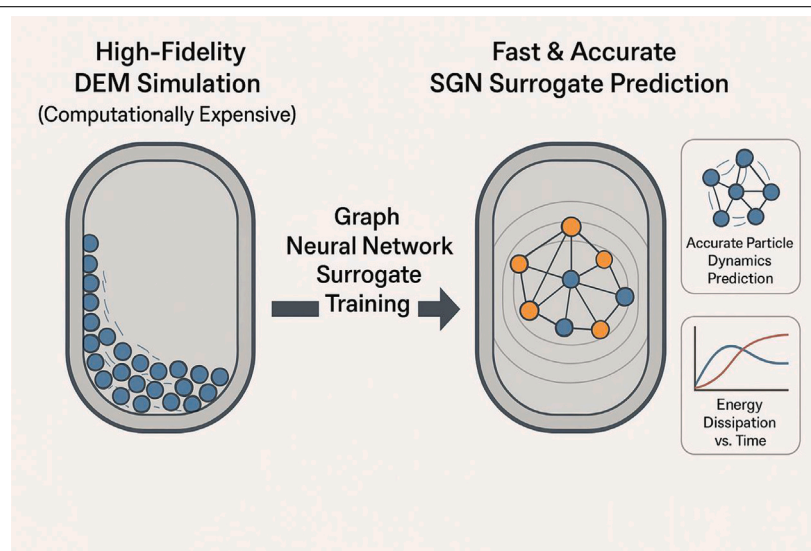 High-Fidelity
DEM Simulation
(Computationally Expensive)
Fast & Accurate
SGN Surrogate Prediction
Graph
Neural Network
Surrogate
Training
Accurate Particle
Dynamics
Prediction
Energy
Dissipation
vs. Time